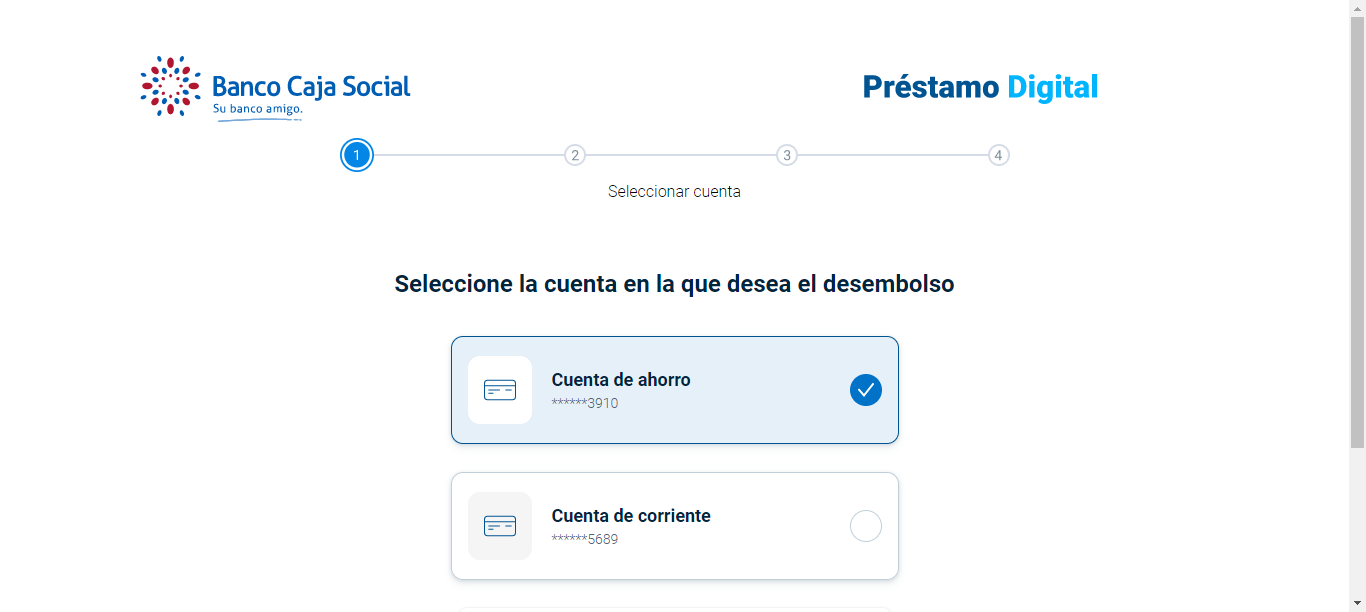 Banco Caja Social
Su banco amigo.
Préstamo Digital
1
2
3
4
Seleccionar cuenta
Seleccione la cuenta en la que desea el desembolso
Cuenta de ahorro
******3910
Cuenta de corriente
******5689